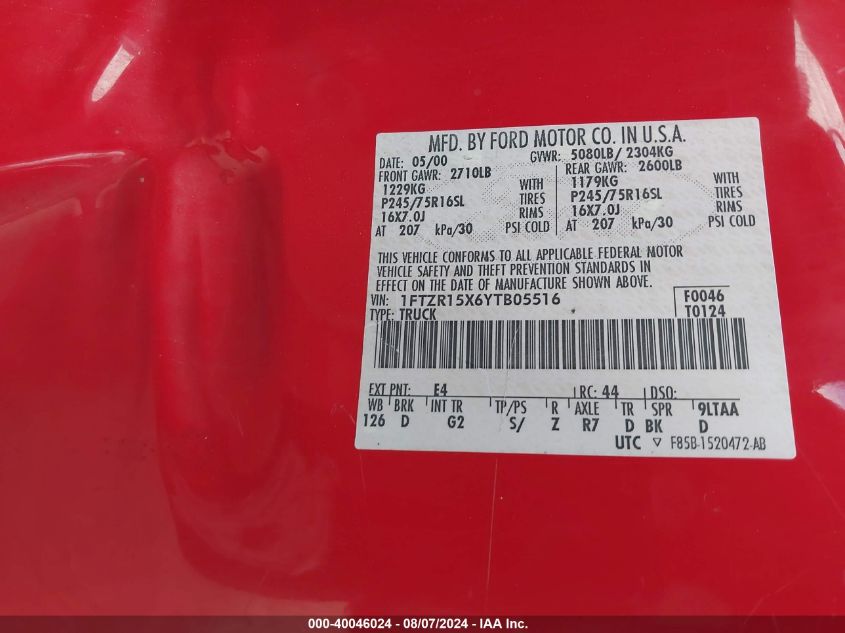 MFD. BY FORD MOTOR CO. IN U.S.A.
DATE: 05/00 GVWR: 5080LB/ 2304KG
FRONT GAWR: 2710LB REAR GAWR: 2600LB
1229KG WITH 1179KG WITH
P245/75R16SL TIRES P245/75R16SL TIRES
16X7.0J RIMS 16X7.0J RIMS
AT 207 kPa/30 PSI COLD AT 207 kPa/30 PSI COLD
THIS VEHICLE CONFORMS TO ALL APPLICABLE FEDERAL MOTOR
VEHICLE SAFETY AND THEFT PREVENTION STANDARDS IN
EFFECT ON THE DATE OF MANUFACTURE SHOWN ABOVE.
VIN: 1FTZR15X6YTB05516 F0046
TYPE: TRUCK T0124
EXT PNT: E4 RC: 44 DSO:
WB BRK INT TR TP/PS R AXLE TR SPR 9LTAA
126 D G2 S/ Z R7 D BK D
UTC ▽ F85B-1520472-AB
000-40046024 - 08/07/2024 - IAA Inc.